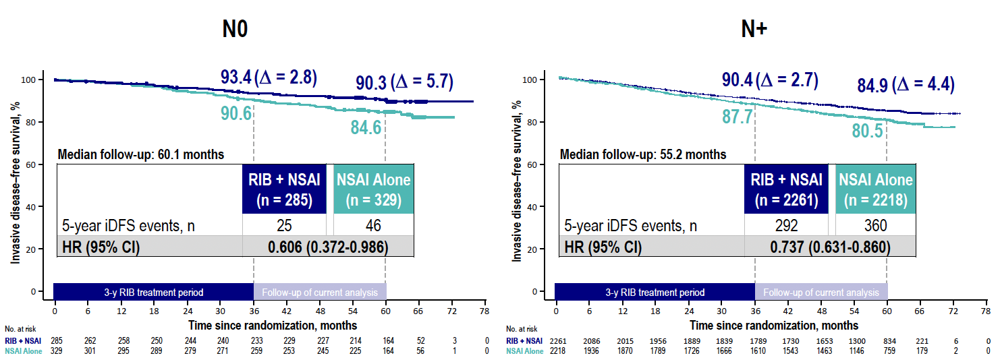 N0
93.4 (Δ = 2.8)
90.3 (Δ = 5.7)
90.6
84.6
Invasive disease–free survival, %
100
80
60
40
20
0
Median follow-up: 60.1 months
RIB + NSAI
(n = 285)
NSAI Alone
(n = 329)
5-year iDFS events, n 25 46
HR (95% CI) 0.606 (0.372-0.986)
3-y RIB treatment period
Follow-up of current analysis
0 6 12 18 24 30 36 42 48 54 60 66 72 78
Time since randomization, months
No. at risk
RIB + NSAI 285 262 258 250 244 240 233 229 227 214 164 52 3 0
NSAI Alone 329 301 295 289 279 271 259 253 245 225 164 56 1 0
N+
90.4 (Δ = 2.7)
84.9 (Δ = 4.4)
87.7
80.5
Invasive disease–free survival, %
100
80
60
40
20
0
Median follow-up: 55.2 months
RIB + NSAI
(n = 2261)
NSAI Alone
(n = 2218)
5-year iDFS events, n 292 360
HR (95% CI) 0.737 (0.631-0.860)
3-y RIB treatment period
Follow-up of current analysis
0 6 12 18 24 30 36 42 48 54 60 66 72 78
Time since randomization, months
No. at risk
RIB + NSAI 2261 2086 2015 1956 1889 1839 1789 1730 1653 1300 834 221 6 0
NSAI Alone 2218 1936 1870 1789 1726 1666 1610 1543 1463 1146 759 179 2 0